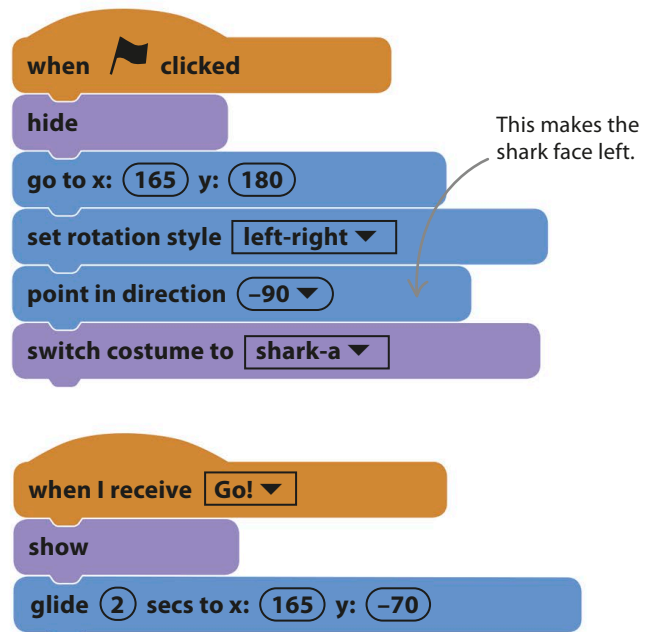 when clicked
hide
This makes the
shark face left.
go to x: 165 y: 180
set rotation style left-right
point in direction –90
switch costume to shark-a
when I receive Go!
show
glide 2 secs to x: 165 y: –70